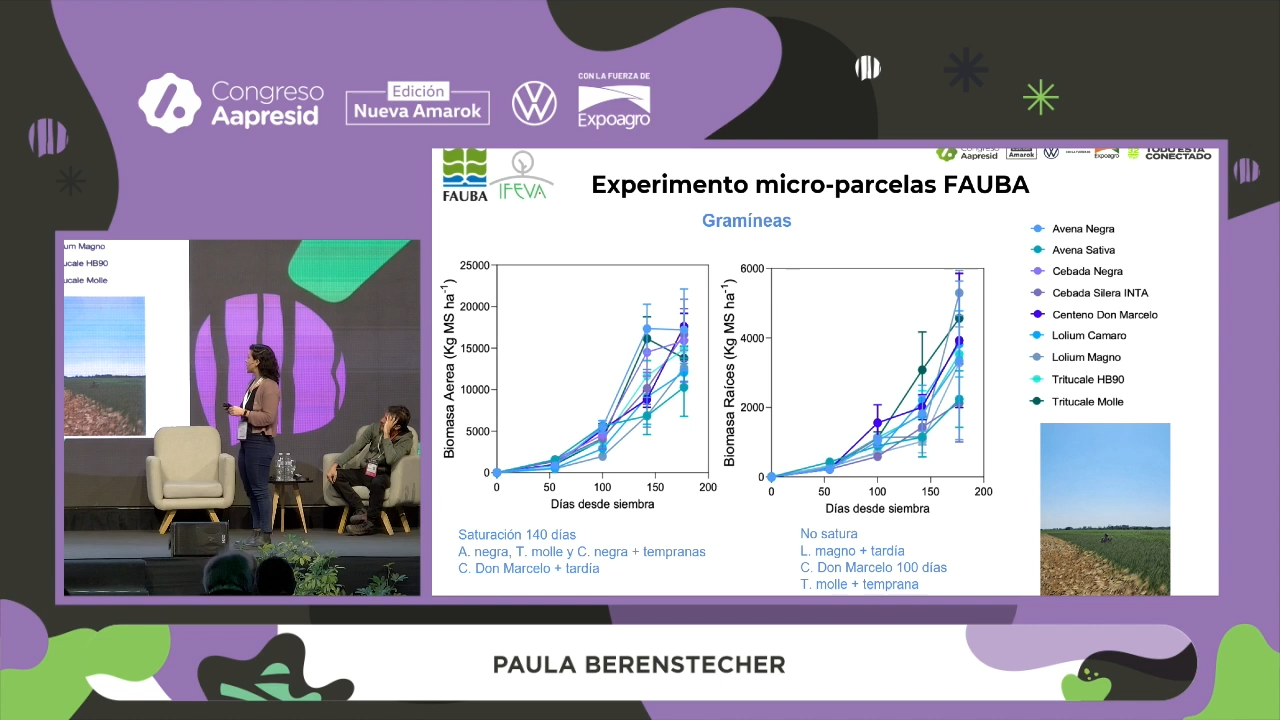 Congreso
Aapresid
Edición
Nueva Amarok
CON LA FUERZA DE
Expoagro
FAUBA
IFEVA
Congreso
Aapresid
Amarok
Expoagro
TODO ESTÁ
CONECTADO
Experimento micro-parcelas FAUBA
Gramíneas
Biomasa Aerea (Kg MS ha-1)
25000
20000
15000
10000
5000
0
0
50
100
150
200
Días desde siembra
Biomasa Raíces (Kg MS ha-1)
6000
4000
2000
0
0
50
100
150
200
Días desde siembra
Avena Negra
Avena Sativa
Cebada Negra
Cebada Silera INTA
Centeno Don Marcelo
Lolium Camaro
Lolium Magno
Tritucale HB90
Tritucale Molle
Saturación 140 días
A. negra, T. molle y C. negra + tempranas
C. Don Marcelo + tardía
No satura
L. magno + tardía
C. Don Marcelo 100 días
T. molle + temprana
um Magno
ucale HB90
ucale Molle
PAULA BERENSTECHER